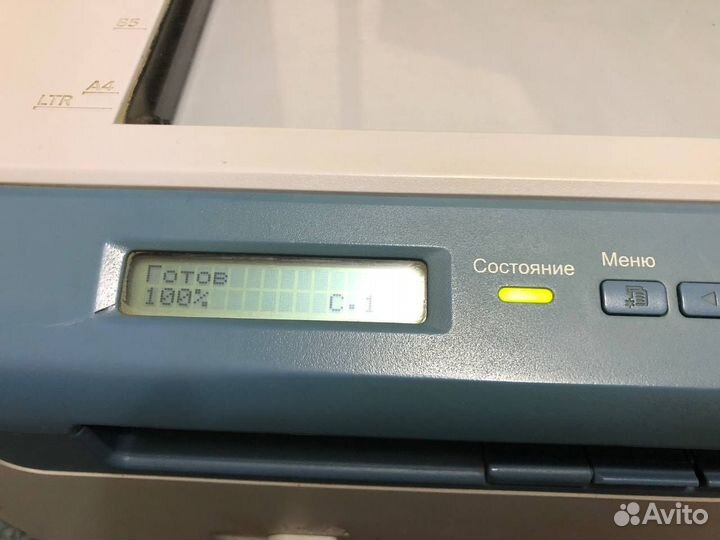 B5
A4
LTR
Готов
100% С.1
Состояние
Меню
Avito